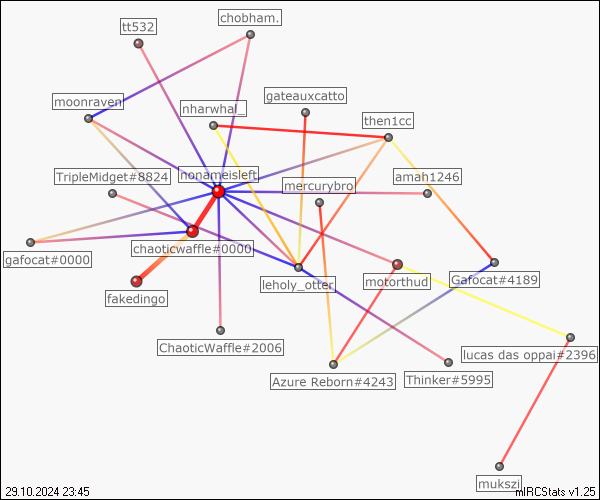 chobham.
tt532
gateauxcatto
moonraven
nharwhal_
then1cc
nonameisleft
TripleMidget#8824
amah1246
mercurybro
chaoticwaffle#0000
gafocat#0000
leholy_otter
motorthud
Gafocat#4189
fakedingo
ChaoticWaffle#2006
lucas das oppai#2396
Azure Reborn#4243
Thinker#5995
mukszi
29.10.2024 23:45
mIRCStats v1.25